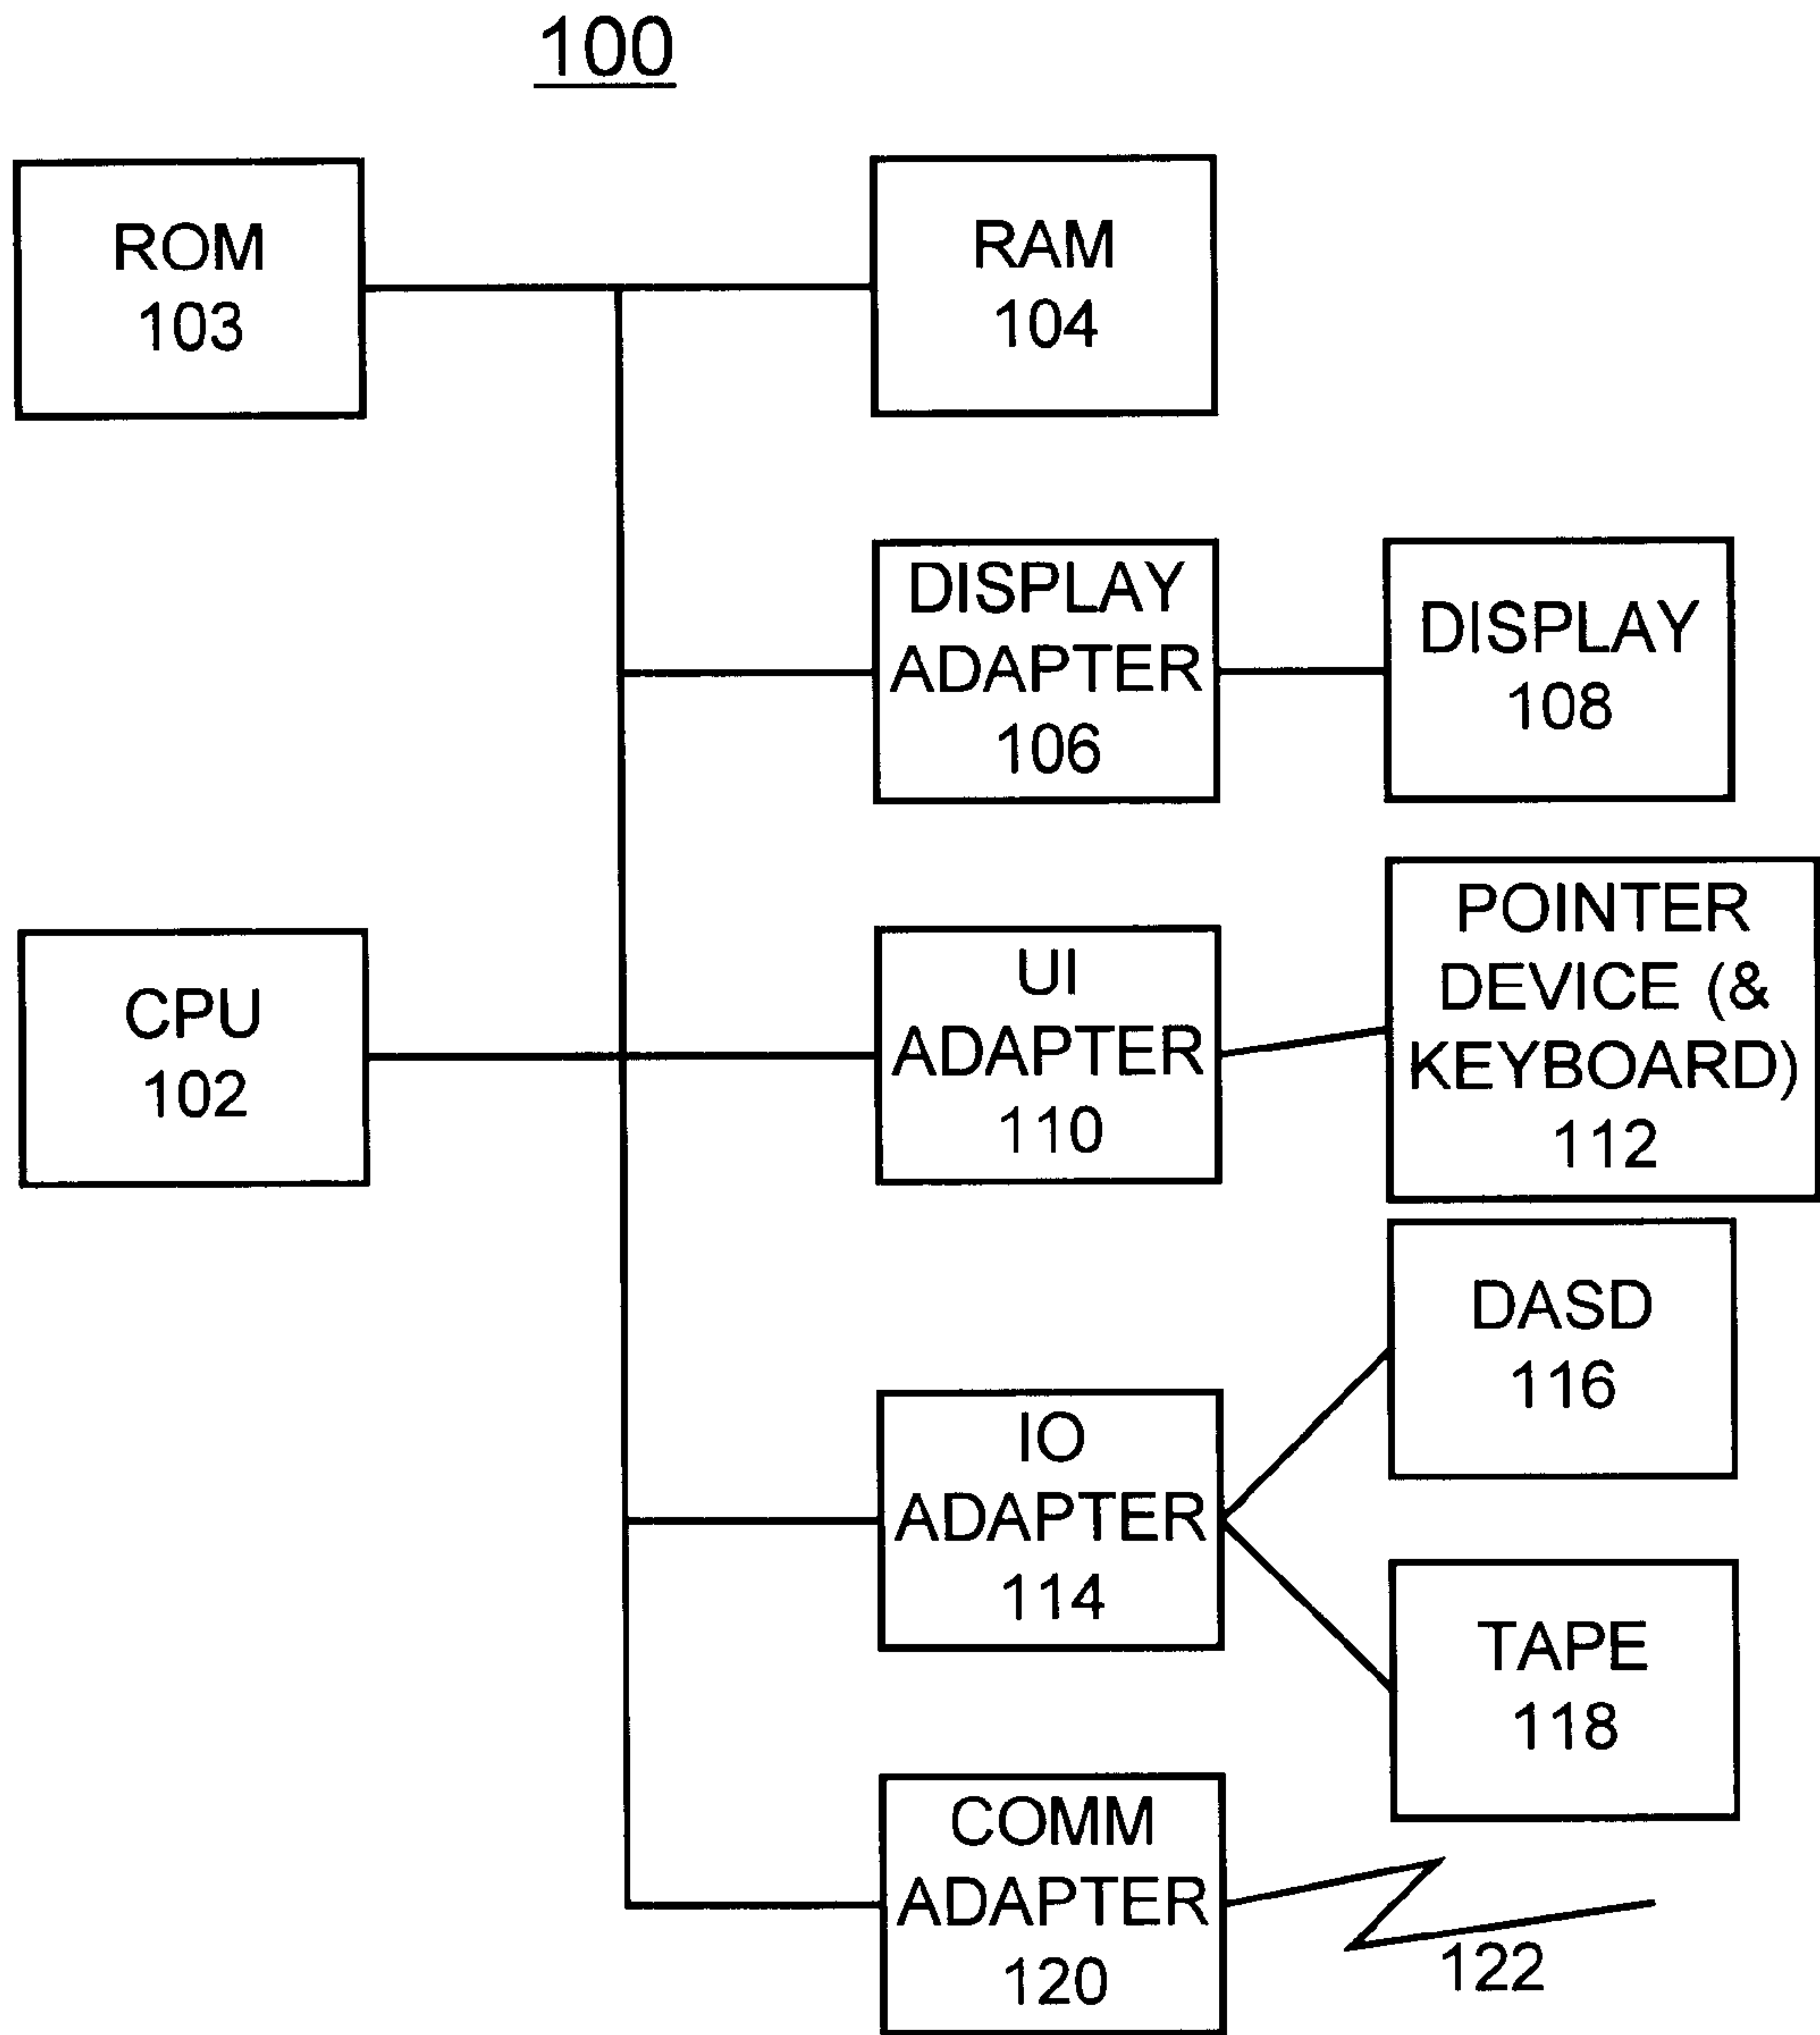 100
ROM
103
RAM
104
DISPLAY
ADAPTER
106
DISPLAY
108
CPU
102
UI
ADAPTER
110
POINTER
DEVICE (&
KEYBOARD)
112
IO
ADAPTER
114
DASD
116
TAPE
118
COMM
ADAPTER
120
122